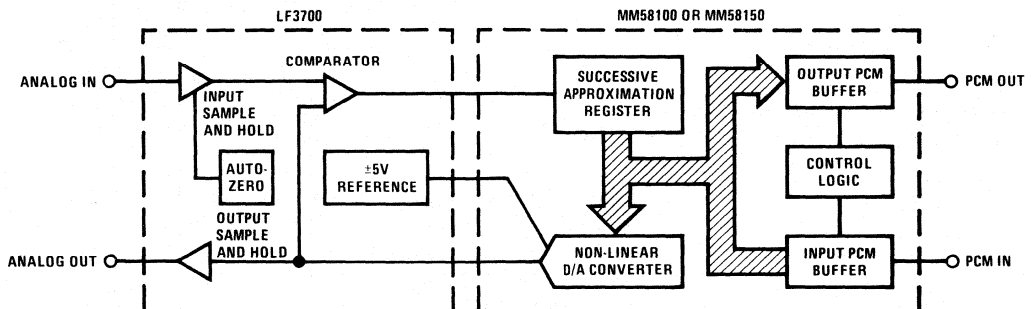 LF3700
MM58100 OR MM58150
ANALOG IN
COMPARATOR
INPUT
SAMPLE
AND HOLD
SUCCESSIVE
APPROXIMATION
REGISTER
OUTPUT PCM
BUFFER
PCM OUT
AUTO-
ZERO
±5V
REFERENCE
CONTROL
LOGIC
OUTPUT
SAMPLE
AND HOLD
ANALOG OUT
NON-LINEAR
D/A CONVERTER
INPUT PCM
BUFFER
PCM IN